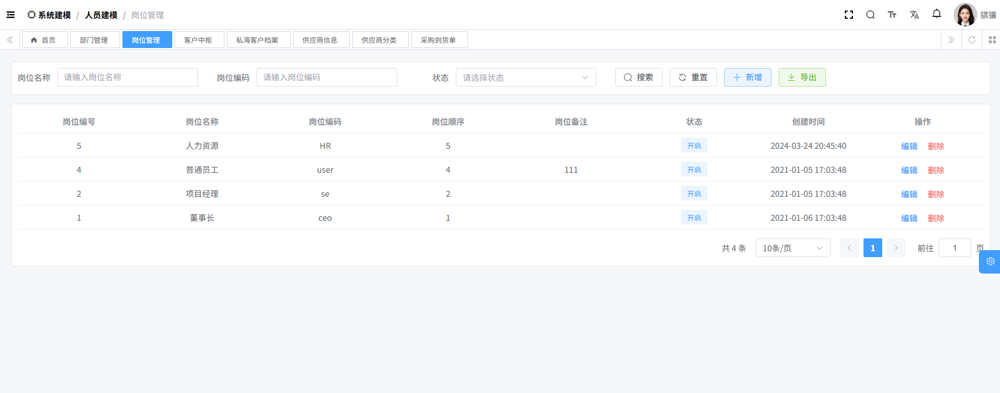 系统建模 / 人员建模 / 岗位管理
骐骥
首页 部门管理 岗位管理 客户中枢 私海客户档案 供应商信息 供应商分类 采购到货单
岗位名称 请输入岗位名称 岗位编码 请输入岗位编码 状态 请选择状态 搜索 重置 新增 导出
岗位编号 岗位名称 岗位编码 岗位顺序 岗位备注 状态 创建时间 操作
5 人力资源 HR 5 开启 2024-03-24 20:45:40 编辑 删除
4 普通员工 user 4 111 开启 2021-01-05 17:03:48 编辑 删除
2 项目经理 se 2 开启 2021-01-05 17:03:48 编辑 删除
1 董事长 ceo 1 开启 2021-01-06 17:03:48 编辑 删除
共 4 条 10条/页 1 前往 1 页